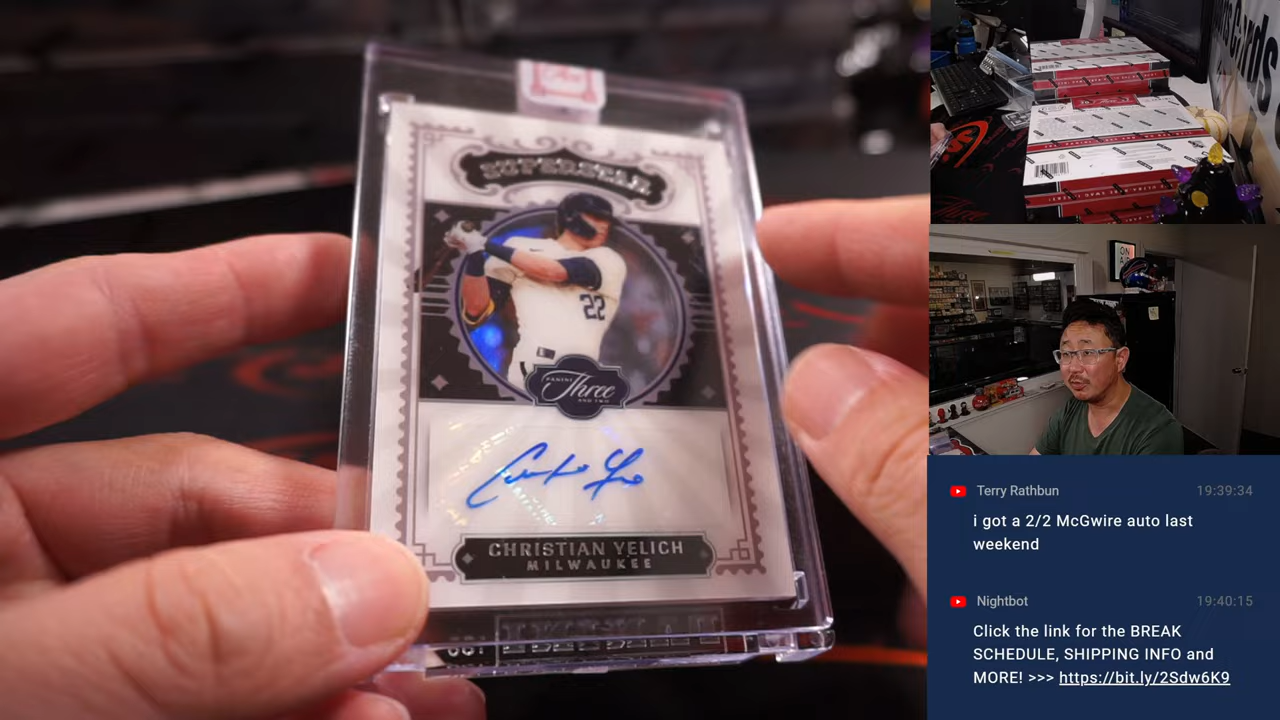 SUPERSTAR
22
PANINI
Three
AND TWO
CHRISTIAN YELICH
MILWAUKEE
Terry Rathbun 19:39:34
i got a 2/2 McGwire auto last
weekend
Nightbot 19:40:15
Click the link for the BREAK
SCHEDULE, SHIPPING INFO and
MORE! >>> https://bit.ly/2Sdw6K9